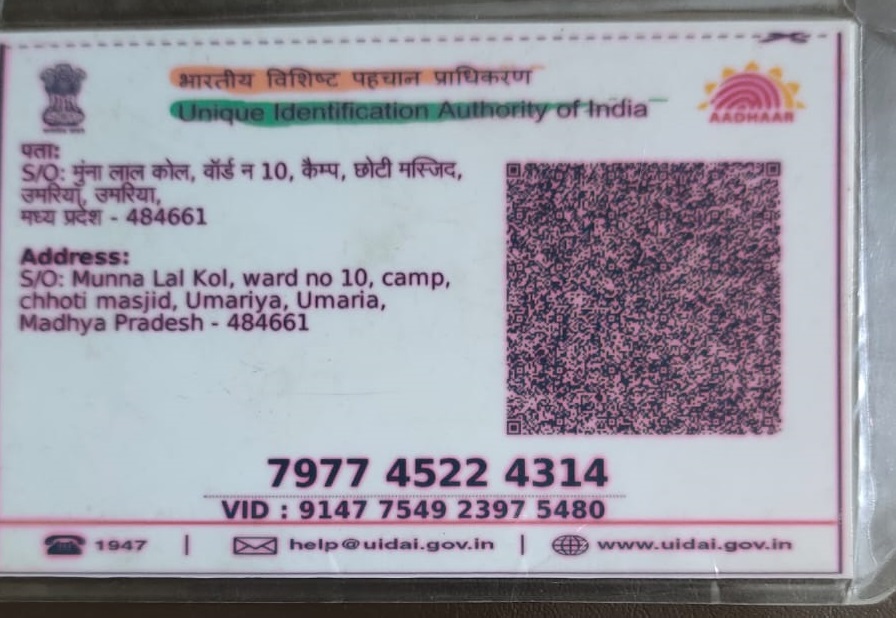 भारतीय विशिष्ट पहचान प्राधिकरण
Unique Identification Authority of India
AADHAAR
पता:
S/O: मुंना लाल कोल, वॉर्ड न 10, कैम्प, छोटी मस्जिद,
उमरिया, उमरिया,
मध्य प्रदेश - 484661
Address:
S/O: Munna Lal Kol, ward no 10, camp,
chhoti masjid, Umariya, Umaria,
Madhya Pradesh - 484661
7977 4522 4314
VID : 9147 7549 2397 5480
1947 | help@uidai.gov.in | www.uidai.gov.in